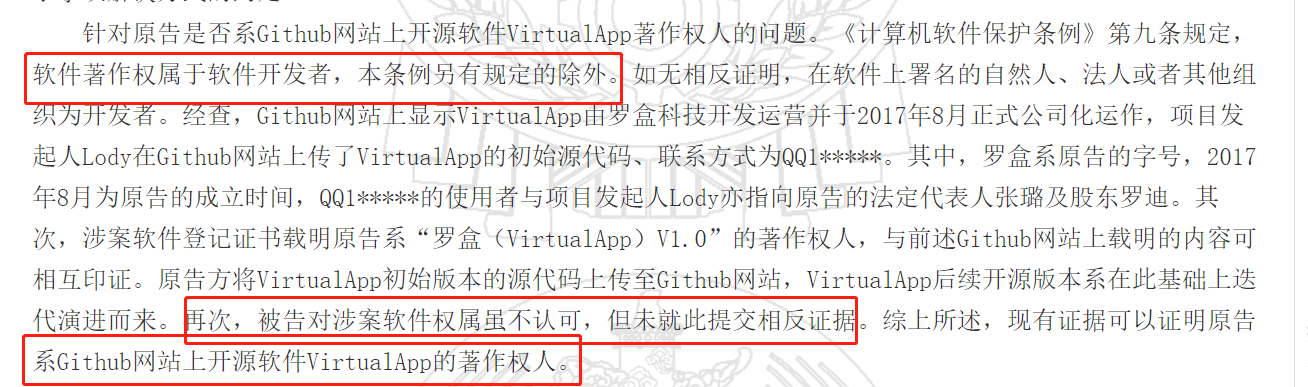 针对原告是否系Github网站上开源软件VirtualApp著作权人的问题。《计算机软件保护条例》第九条规定，
软件著作权属于软件开发者，本条例另有规定的除外。如无相反证明，在软件上署名的自然人、法人或者其他组
织为开发者。经查，Github网站上显示VirtualApp由罗盒科技开发运营并于2017年8月正式公司化运作，项目发
起人Lody在Github网站上传了VirtualApp的初始源代码、联系方式为QQ1*****。其中，罗盒系原告的字号，2017
年8月为原告的成立时间，QQ1*****的使用者与项目发起人Lody亦指向原告的法定代表人张璐及股东罗迪。其
次，涉案软件登记证书载明原告系“罗盒（VirtualApp）V1.0”的著作权人，与前述Github网站上载明的内容可
相互印证。原告方将VirtualApp初始版本的源代码上传至Github网站，VirtualApp后续开源版本系在此基础上迭
代演进而来。再次，被告对涉案软件权属虽不认可，但未就此提交相反证据。综上所述，现有证据可以证明原告
系Github网站上开源软件VirtualApp的著作权人。